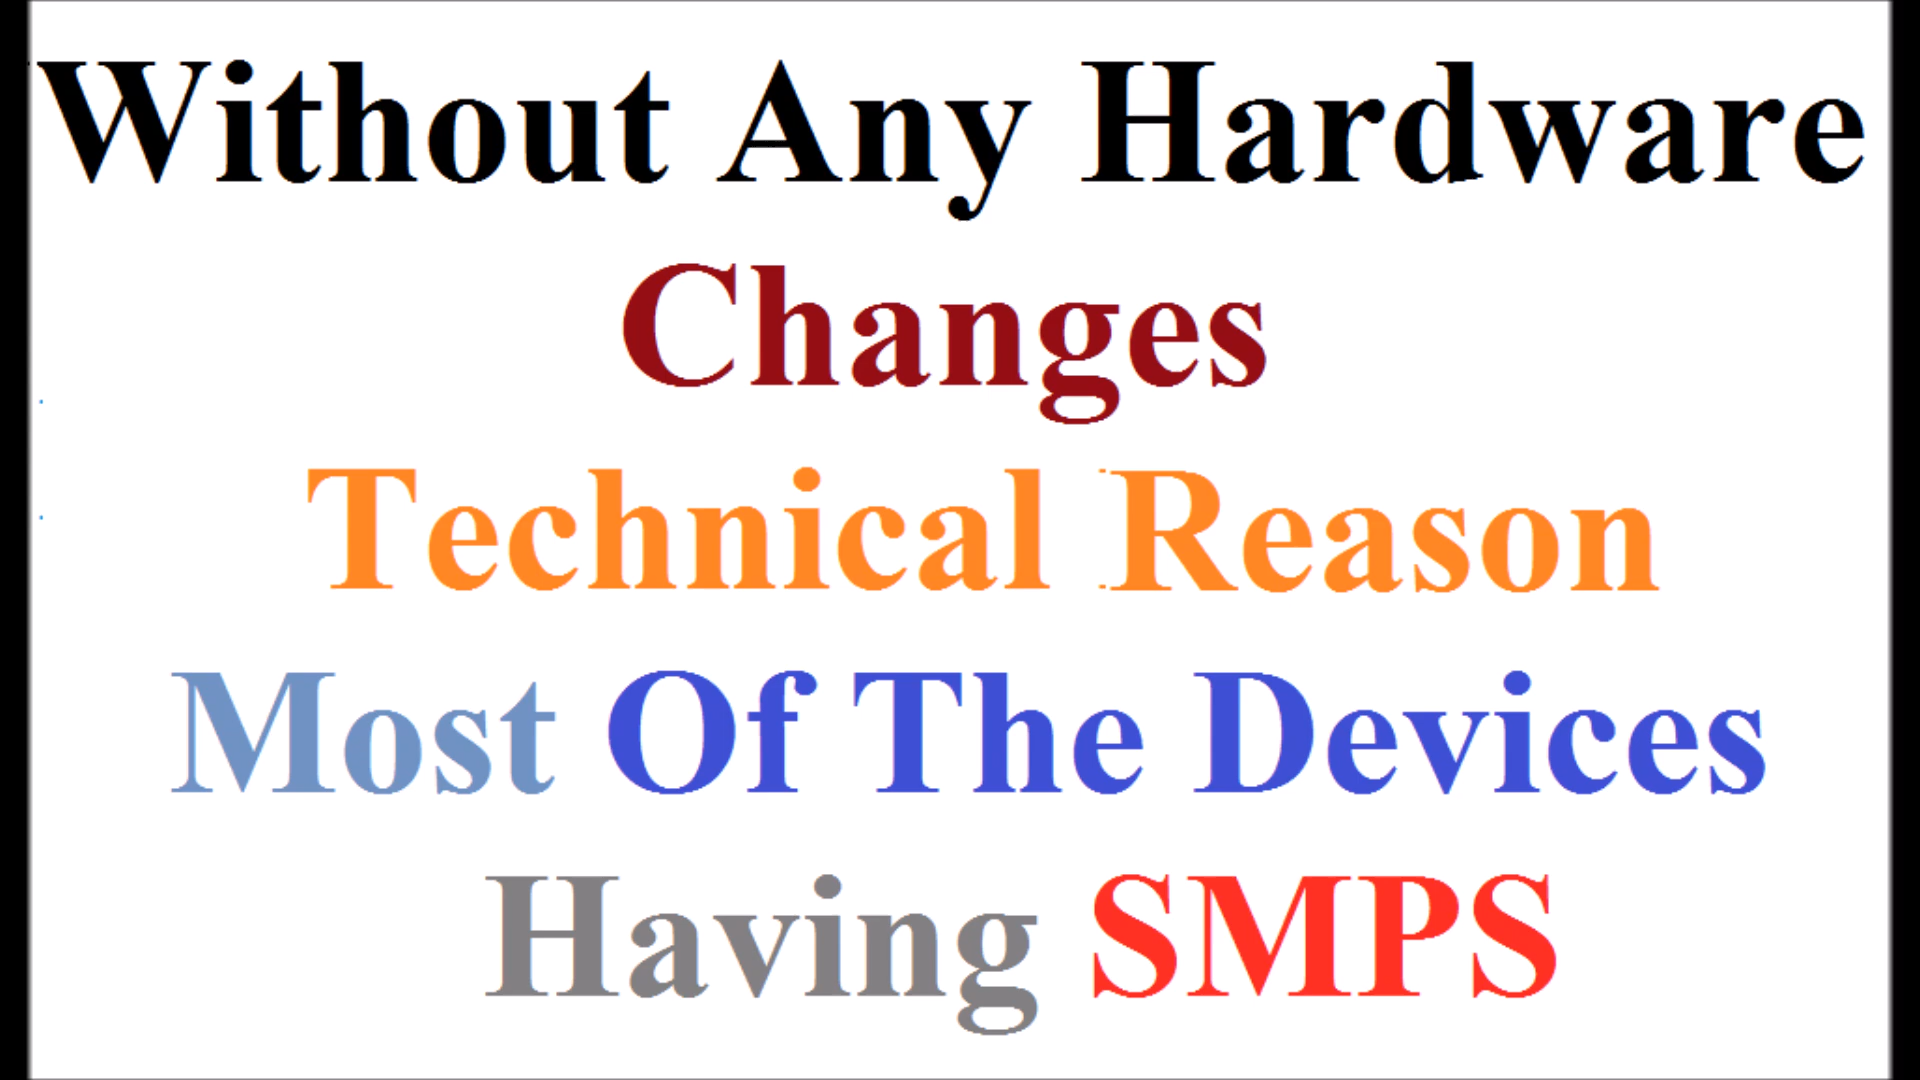 Without Any Hardware
Changes
Technical Reason
Most Of The Devices
Having SMPS